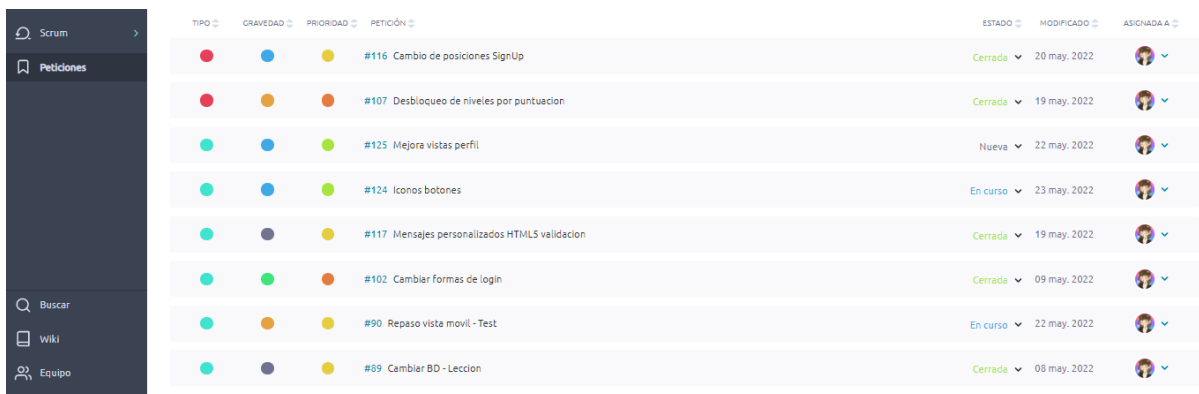 Scrum
Peticiones
Buscar
Wiki
Equipo
TIPO GRAVEDAD PRIORIDAD PETICIÓN ESTADO MODIFICADO ASIGNADA A
#116 Cambio de posiciones SignUp Cerrada 20 may. 2022
#107 Desbloqueo de niveles por puntuacion Cerrada 19 may. 2022
#125 Mejora vistas perfil Nueva 22 may. 2022
#124 Iconos botones En curso 23 may. 2022
#117 Mensajes personalizados HTML5 validacion Cerrada 19 may. 2022
#102 Cambiar formas de login Cerrada 09 may. 2022
#90 Repaso vista movil - Test En curso 22 may. 2022
#89 Cambiar BD - Leccion Cerrada 08 may. 2022